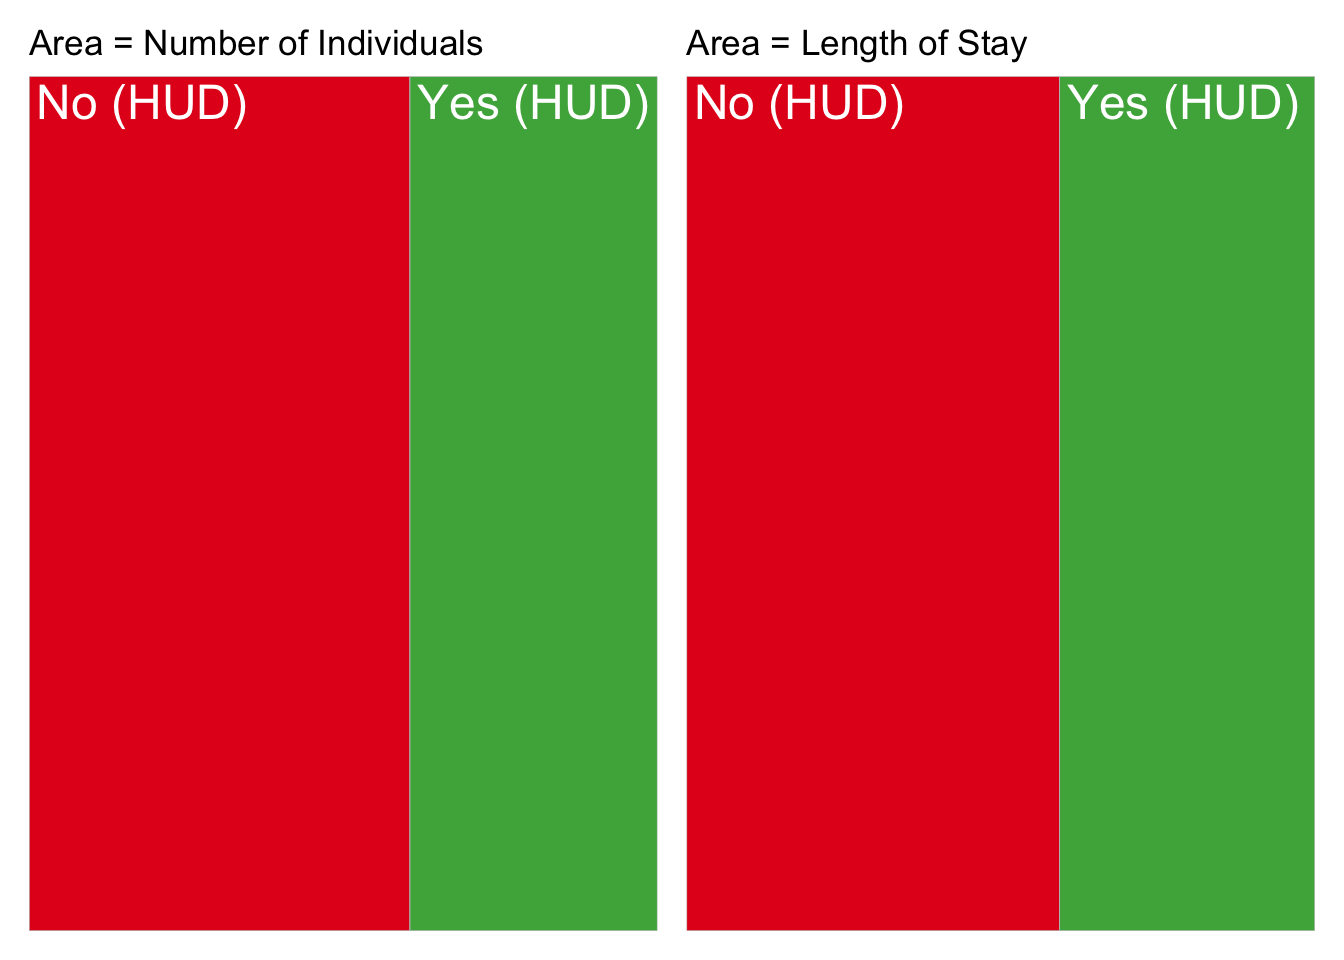 Area = Number of Individuals
No (HUD)
Yes (HUD)
Area = Length of Stay
No (HUD)
Yes (HUD)